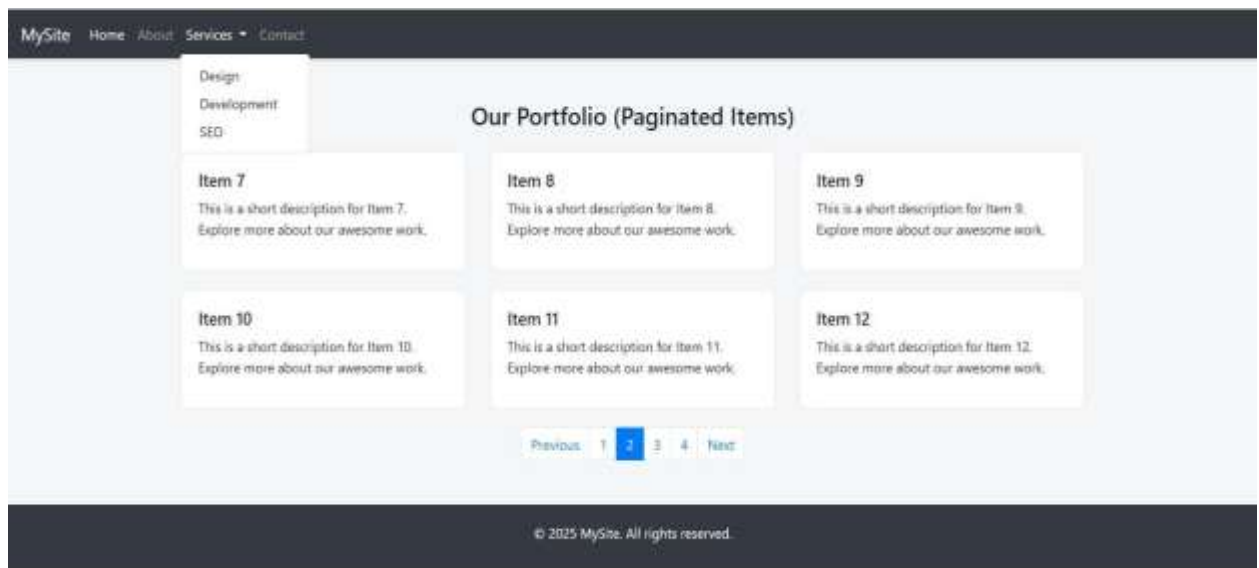 MySite Home About Services Contact
Design
Development
SEO
Our Portfolio (Paginated Items)
Item 7
This is a short description for Item 7.
Explore more about our awesome work.
Item 8
This is a short description for Item 8.
Explore more about our awesome work.
Item 9
This is a short description for Item 9.
Explore more about our awesome work.
Item 10
This is a short description for Item 10.
Explore more about our awesome work.
Item 11
This is a short description for Item 11.
Explore more about our awesome work.
Item 12
This is a short description for Item 12.
Explore more about our awesome work.
Previous 1 2 3 4 Next
© 2025 MySite. All rights reserved.